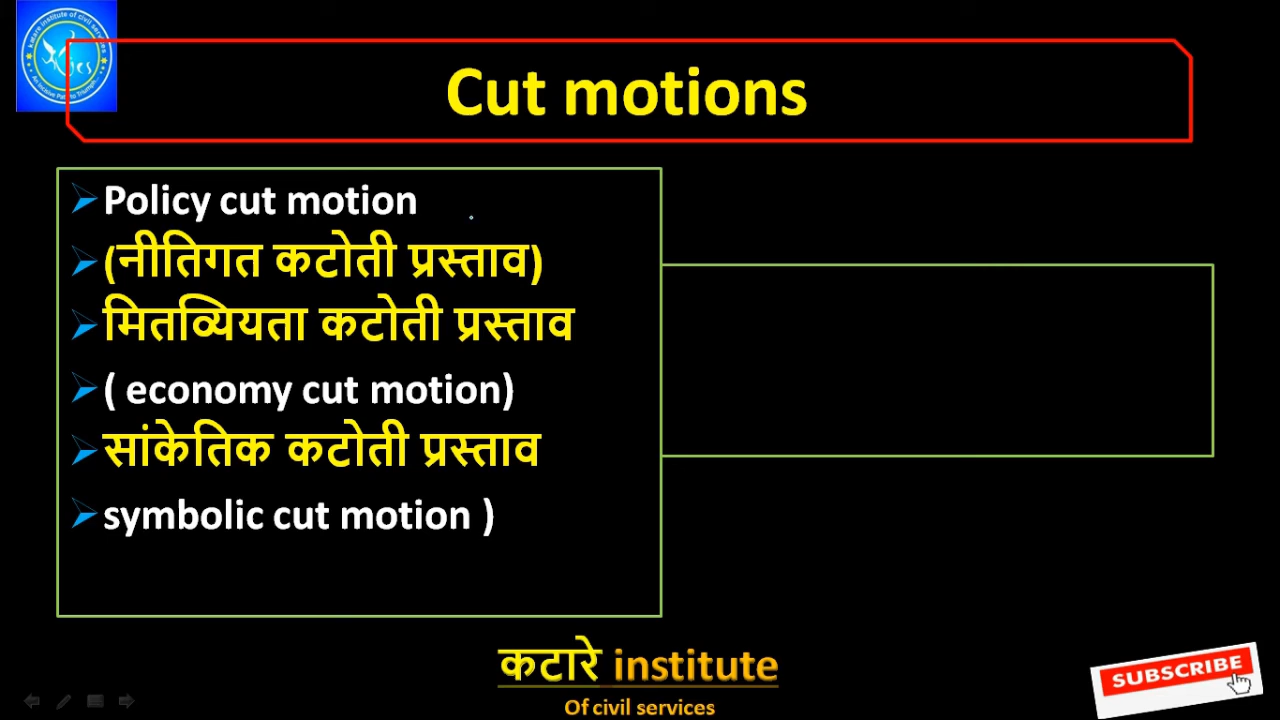 Cut motions
Policy cut motion
(नीतिगत कटोती प्रस्ताव)
मितव्यियता कटोती प्रस्ताव
( economy cut motion)
सांकेतिक कटोती प्रस्ताव
symbolic cut motion )
कटारे institute
Of civil services
SUBSCRIBE